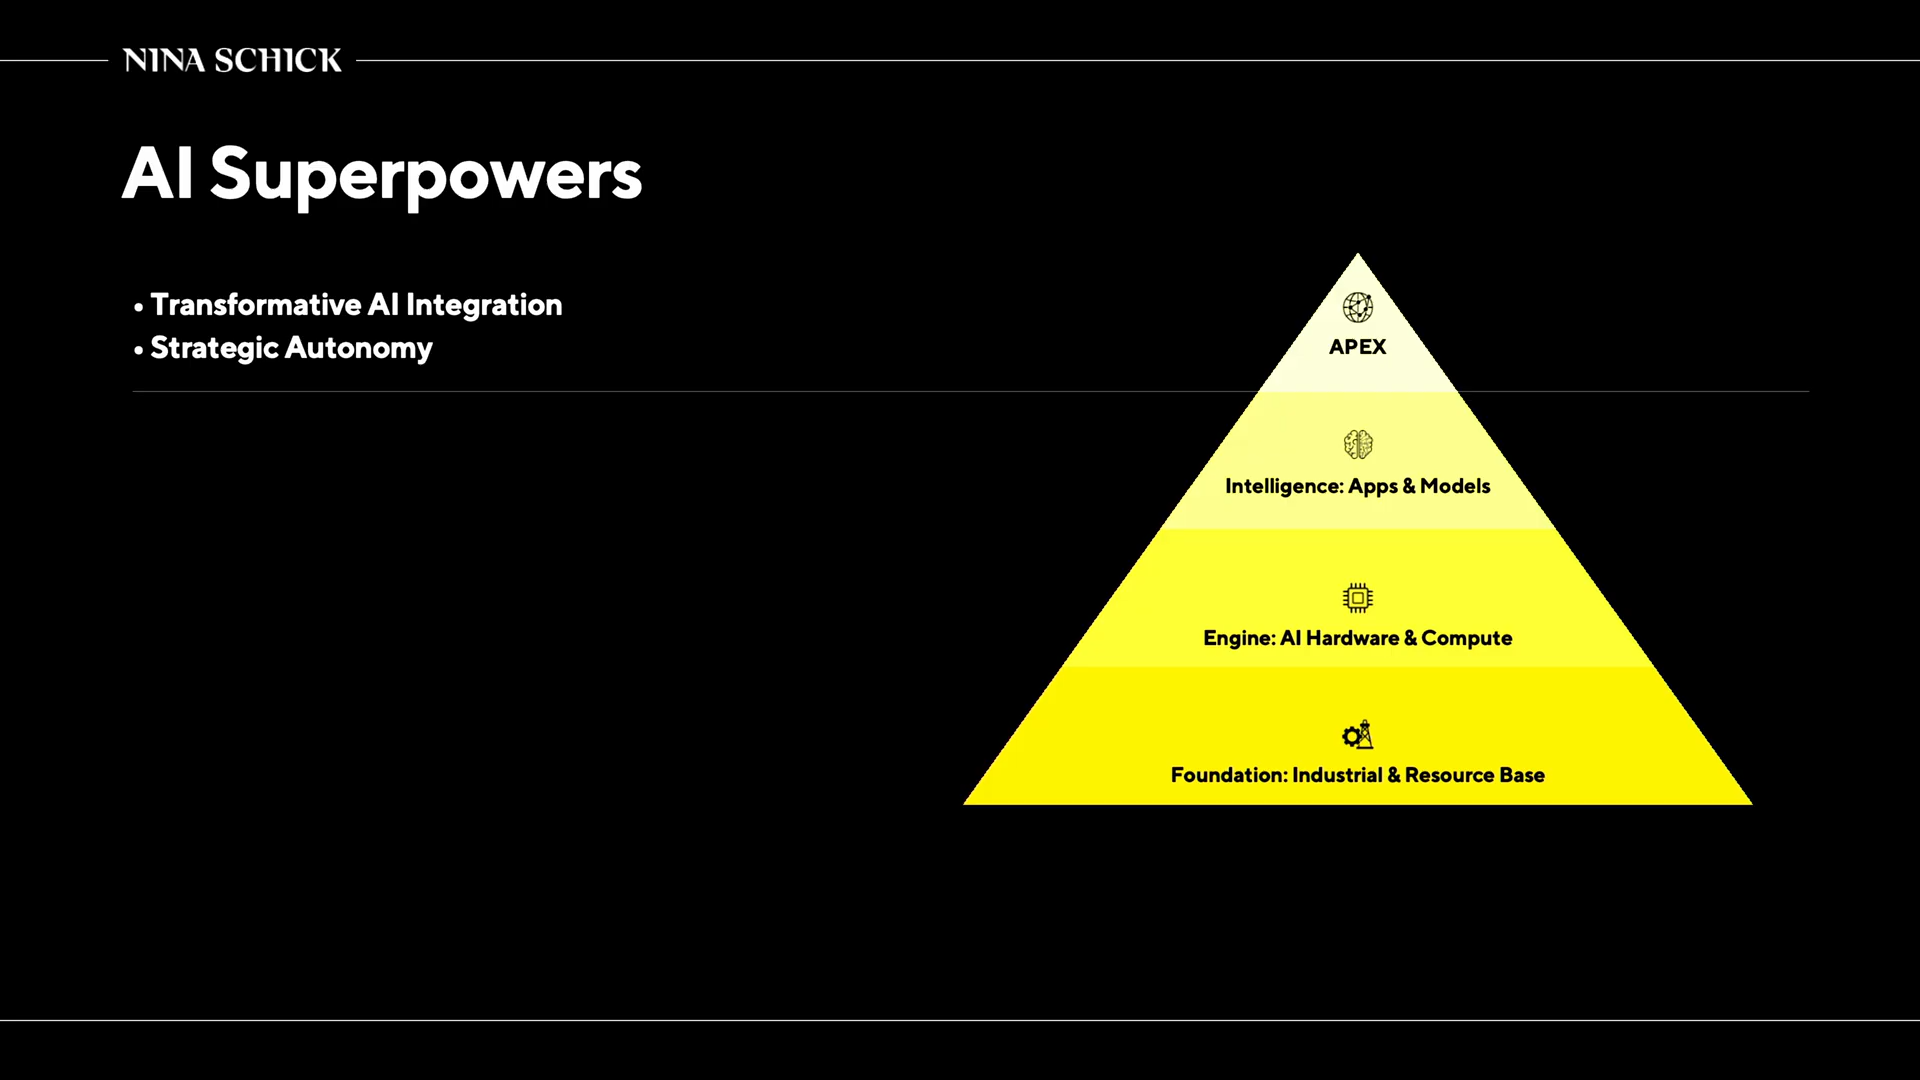 NINA SCHICK
AI Superpowers
• Transformative AI Integration
• Strategic Autonomy
APEX
Intelligence: Apps & Models
Engine: AI Hardware & Compute
Foundation: Industrial & Resource Base